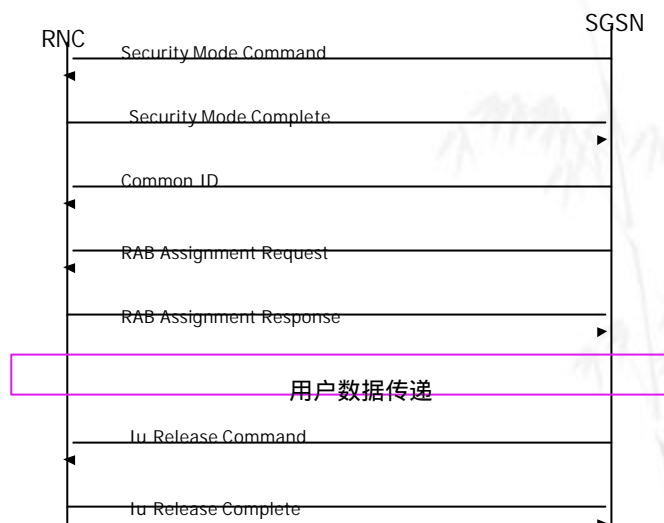 SGSN
RNC
Security Mode Command
Security Mode Complete
Common ID
RAB Assignment Request
RAB Assignment Response
用户数据传递
Iu Release Command
Iu Release Complete